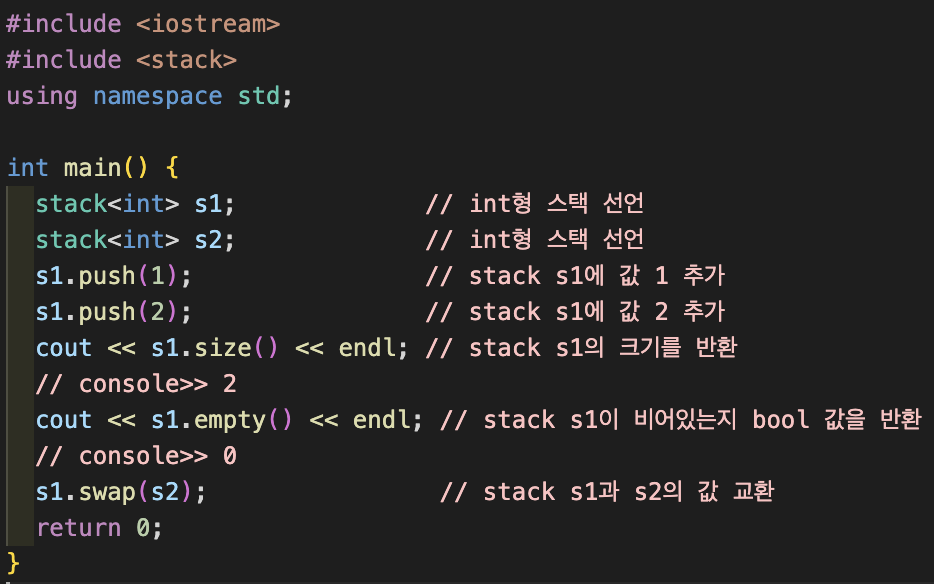 #include <iostream>
#include <stack>
using namespace std;
int main() {
stack<int> s1; // int형 스택 선언
stack<int> s2; // int형 스택 선언
s1.push(1); // stack s1에 값 1 추가
s1.push(2); // stack s1에 값 2 추가
cout << s1.size() << endl; // stack s1의 크기를 반환
// console>> 2
cout << s1.empty() << endl; // stack s1이 비어있는지 bool 값을 반환
// console>> 0
s1.swap(s2); // stack s1과 s2의 값 교환
return 0;
}